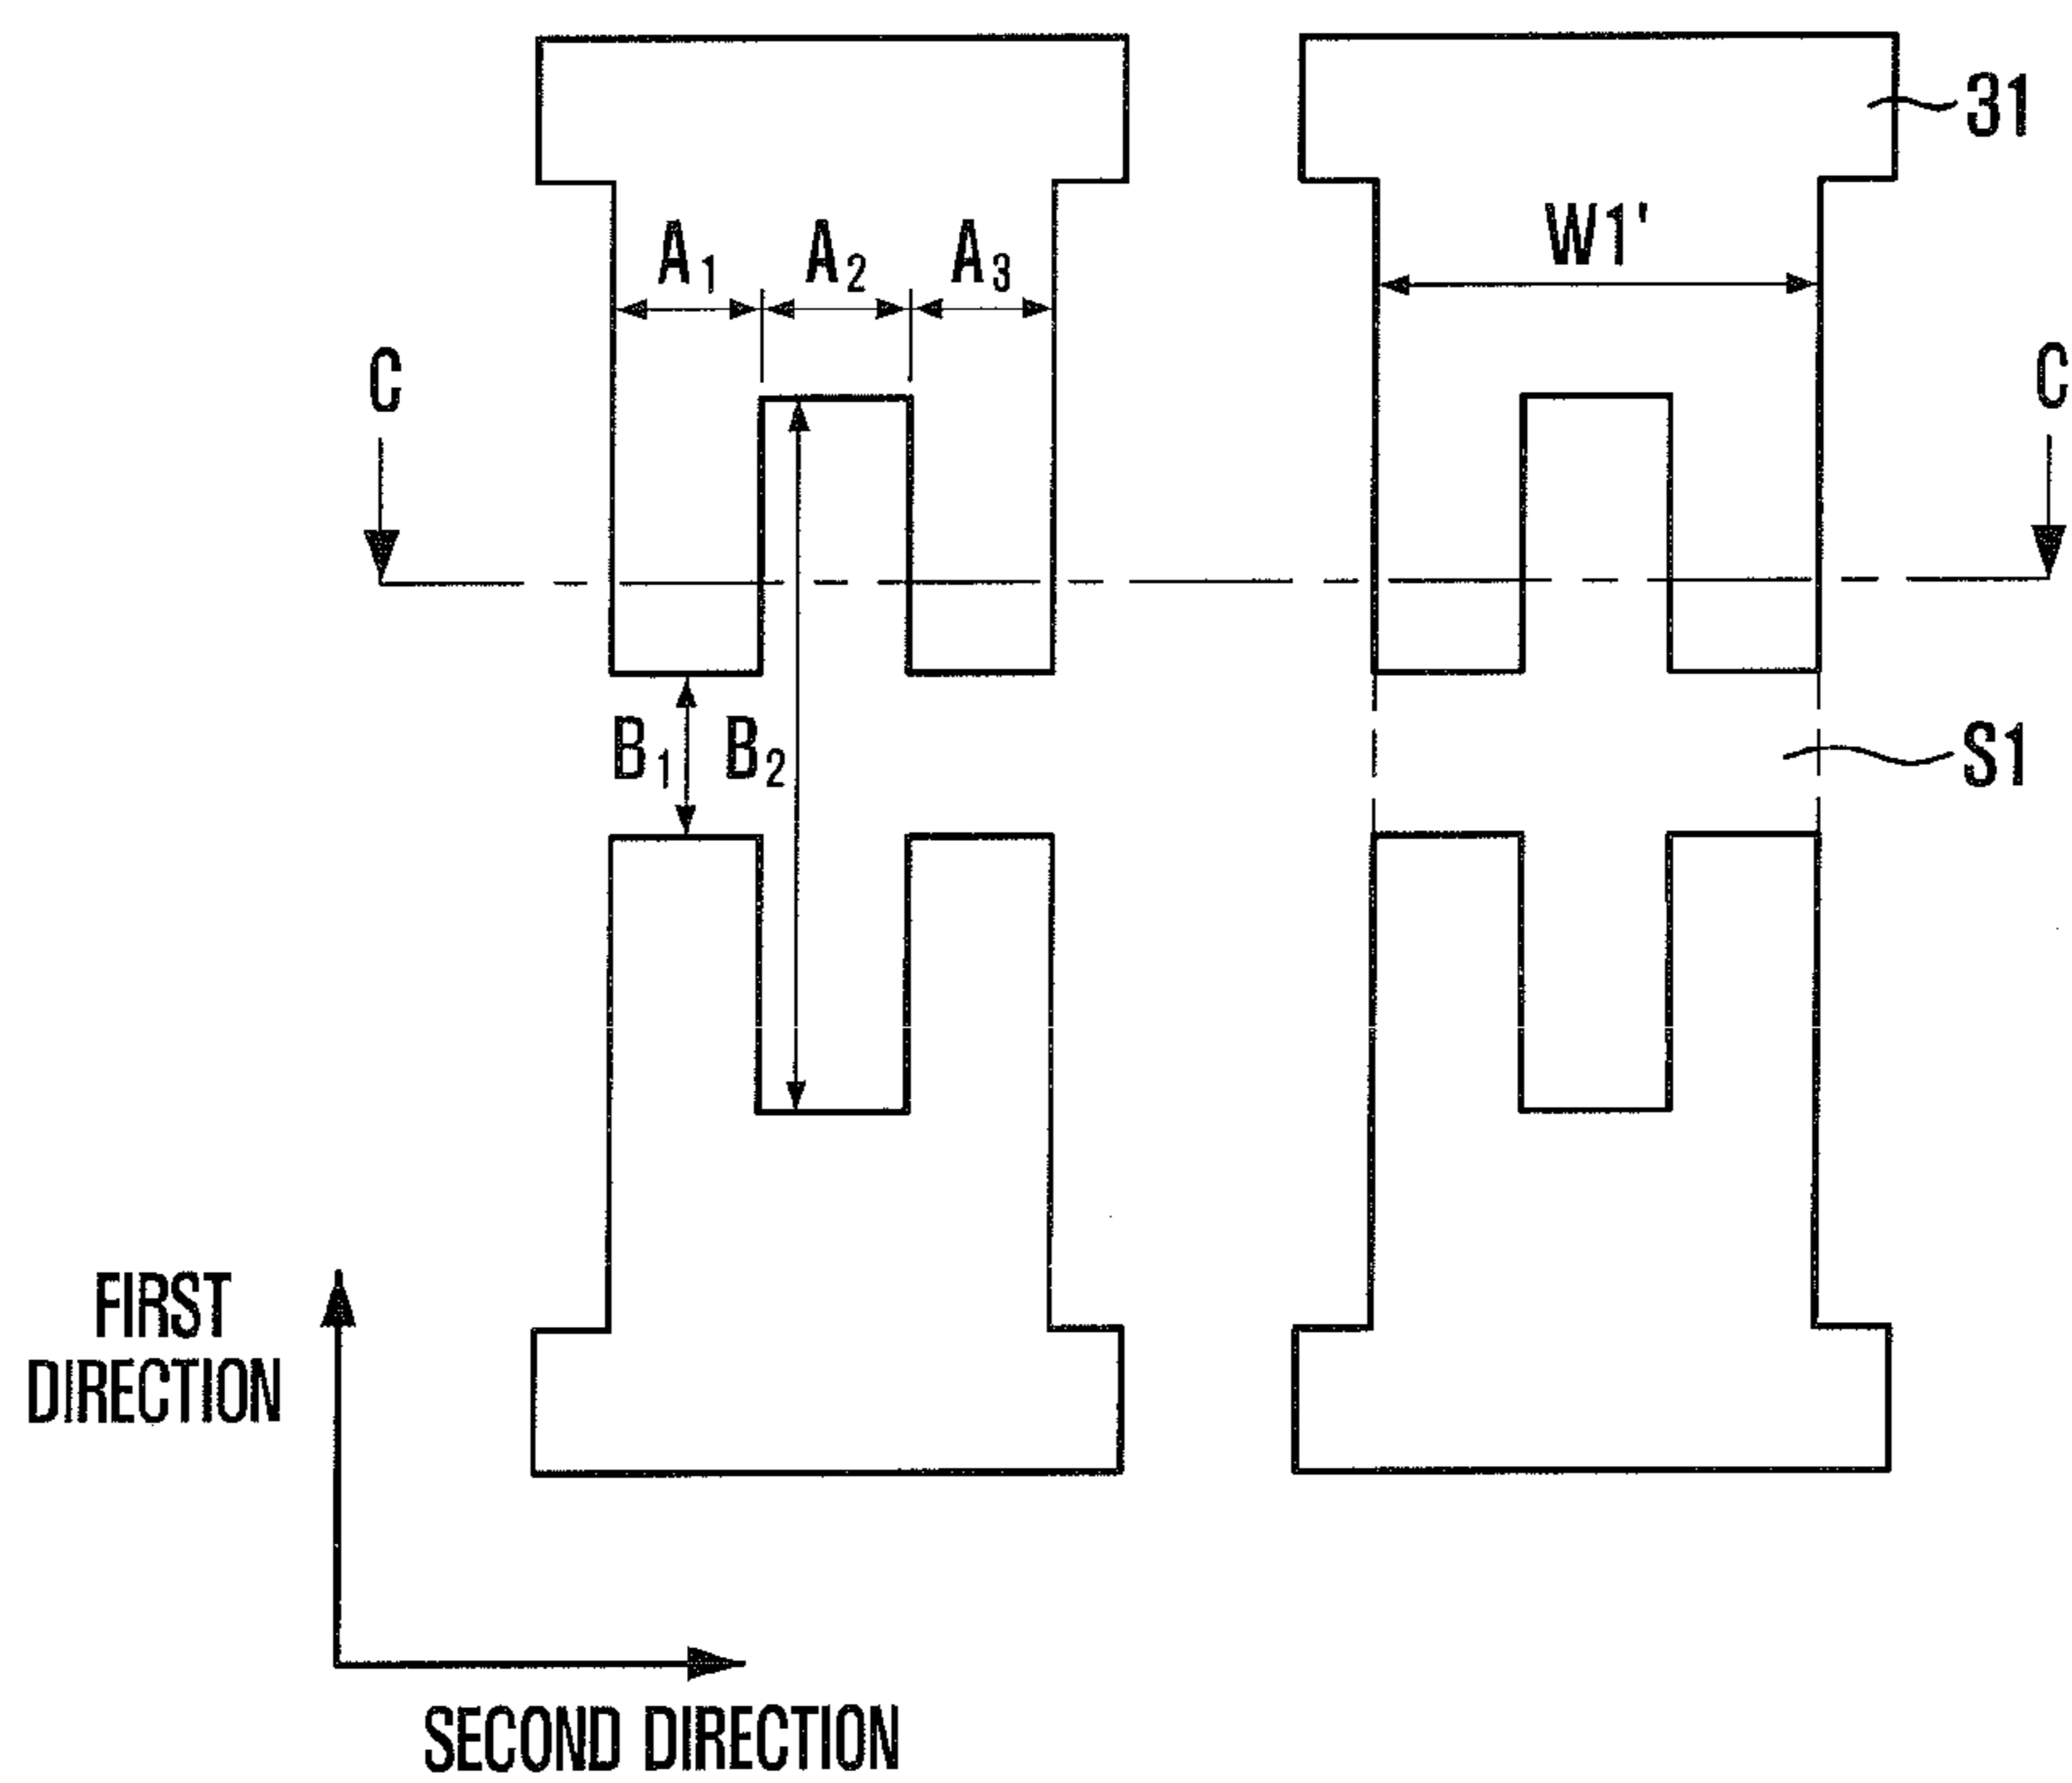 31
A1 A2 A3
W1'
C C
B1 B2
S1
FIRST
DIRECTION
SECOND DIRECTION